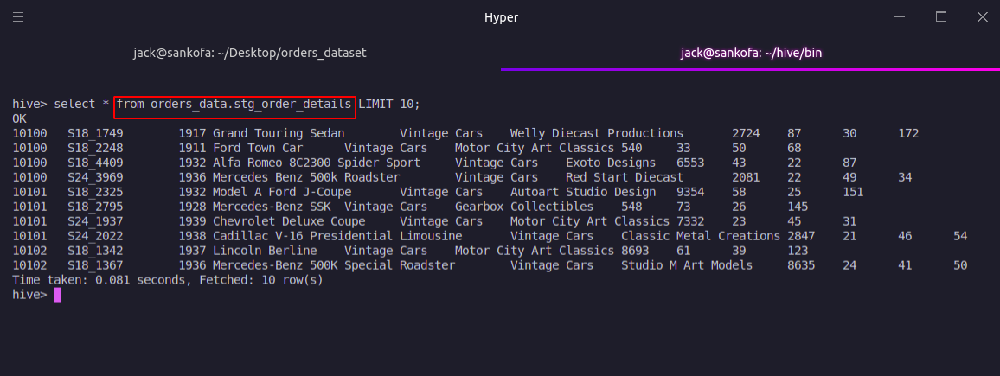 Hyper
jack@sankofa: ~/Desktop/orders_dataset jack@sankofa: ~/hive/bin
hive> select * from orders_data.stg_order_details LIMIT 10;
OK
10100 S18_1749 1917 Grand Touring Sedan Vintage Cars Welly Diecast Productions 2724 87 30 172
10100 S18_2248 1911 Ford Town Car Vintage Cars Motor City Art Classics 540 33 50 68
10100 S18_4409 1932 Alfa Romeo 8C2300 Spider Sport Vintage Cars Exoto Designs 6553 43 22 87
10100 S24_3969 1936 Mercedes Benz 500k Roadster Vintage Cars Red Start Diecast 2081 22 49 34
10101 S18_2325 1932 Model A Ford J-Coupe Vintage Cars Autoart Studio Design 9354 58 25 151
10101 S18_2795 1928 Mercedes-Benz SSK Vintage Cars Gearbox Collectibles 548 73 26 145
10101 S24_1937 1939 Chevrolet Deluxe Coupe Vintage Cars Motor City Art Classics 7332 23 45 31
10101 S24_2022 1938 Cadillac V-16 Presidential Limousine Vintage Cars Classic Metal Creations 2847 21 46 54
10102 S18_1342 1937 Lincoln Berline Vintage Cars Motor City Art Classics 8693 61 39 123
10102 S18_1367 1936 Mercedes-Benz 500K Special Roadster Vintage Cars Studio M Art Models 8635 24 41 50
Time taken: 0.081 seconds, Fetched: 10 row(s)
hive>